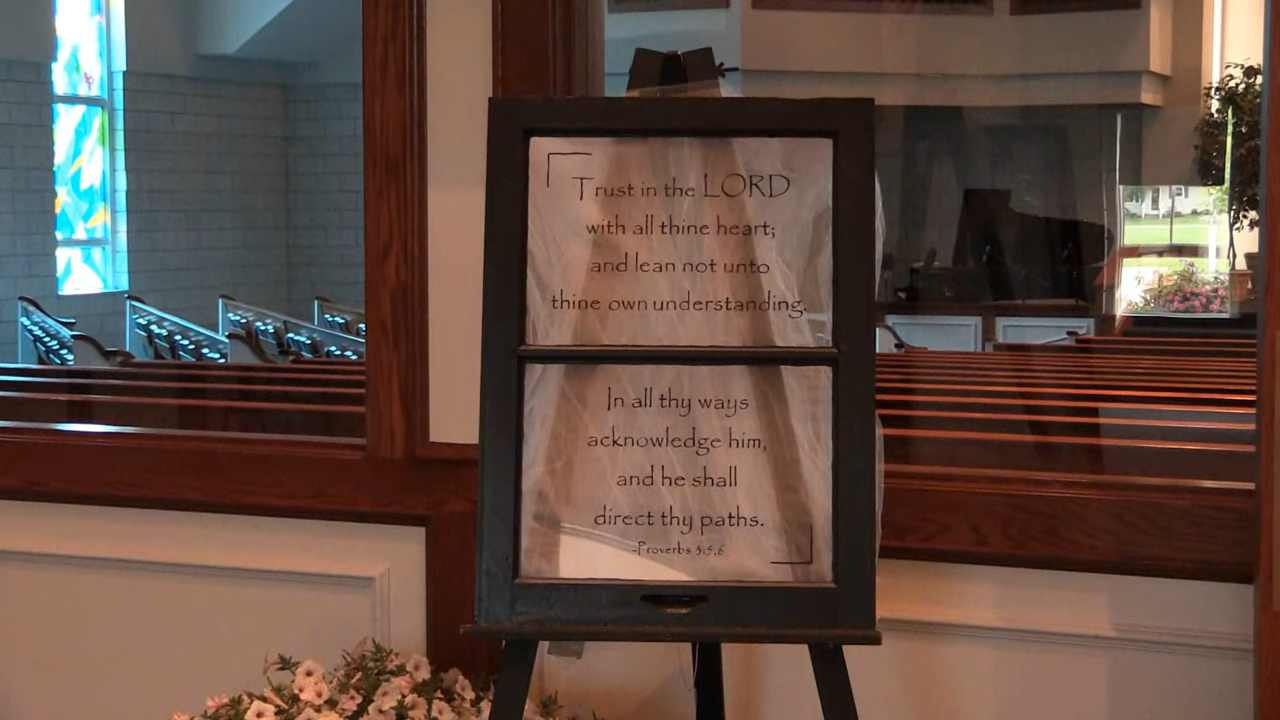 Trust in the LORD
with all thine heart;
and lean not unto
thine own understanding.
In all thy ways
acknowledge him,
and he shall
direct thy paths.
-Proverbs 3:5,6